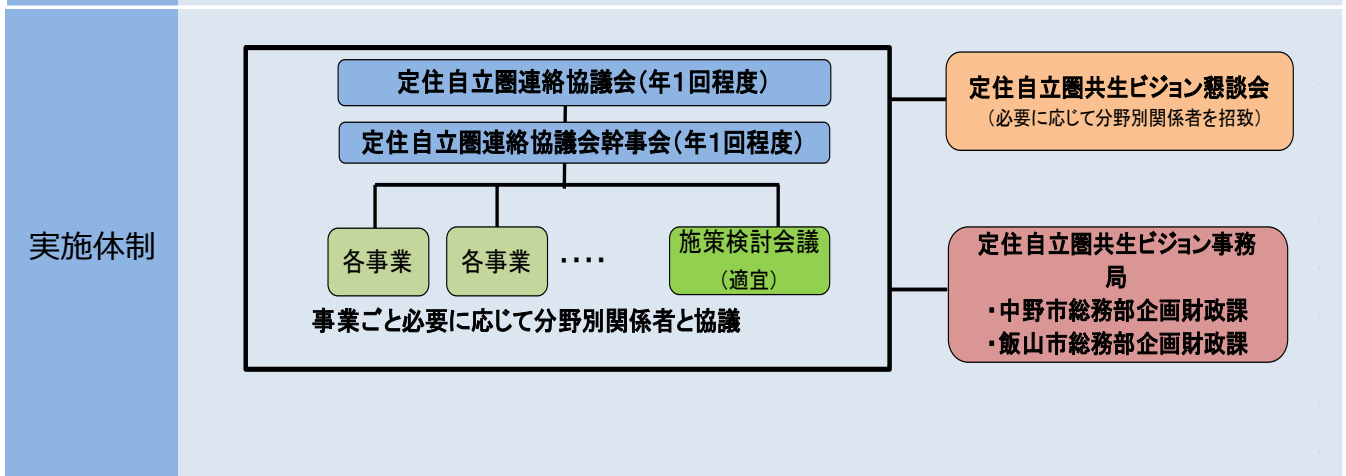 実施体制
定住自立圏連絡協議会(年1回程度)
定住自立圏連絡協議会幹事会(年1回程度)
各事業
各事業
‥‥
施策検討会議
(適宜)
事業ごと必要に応じて分野別関係者と協議
定住自立圏共生ビジョン懇談会
(必要に応じて分野別関係者を招致)
定住自立圏共生ビジョン事務
局
・中野市総務部企画財政課
・飯山市総務部企画財政課